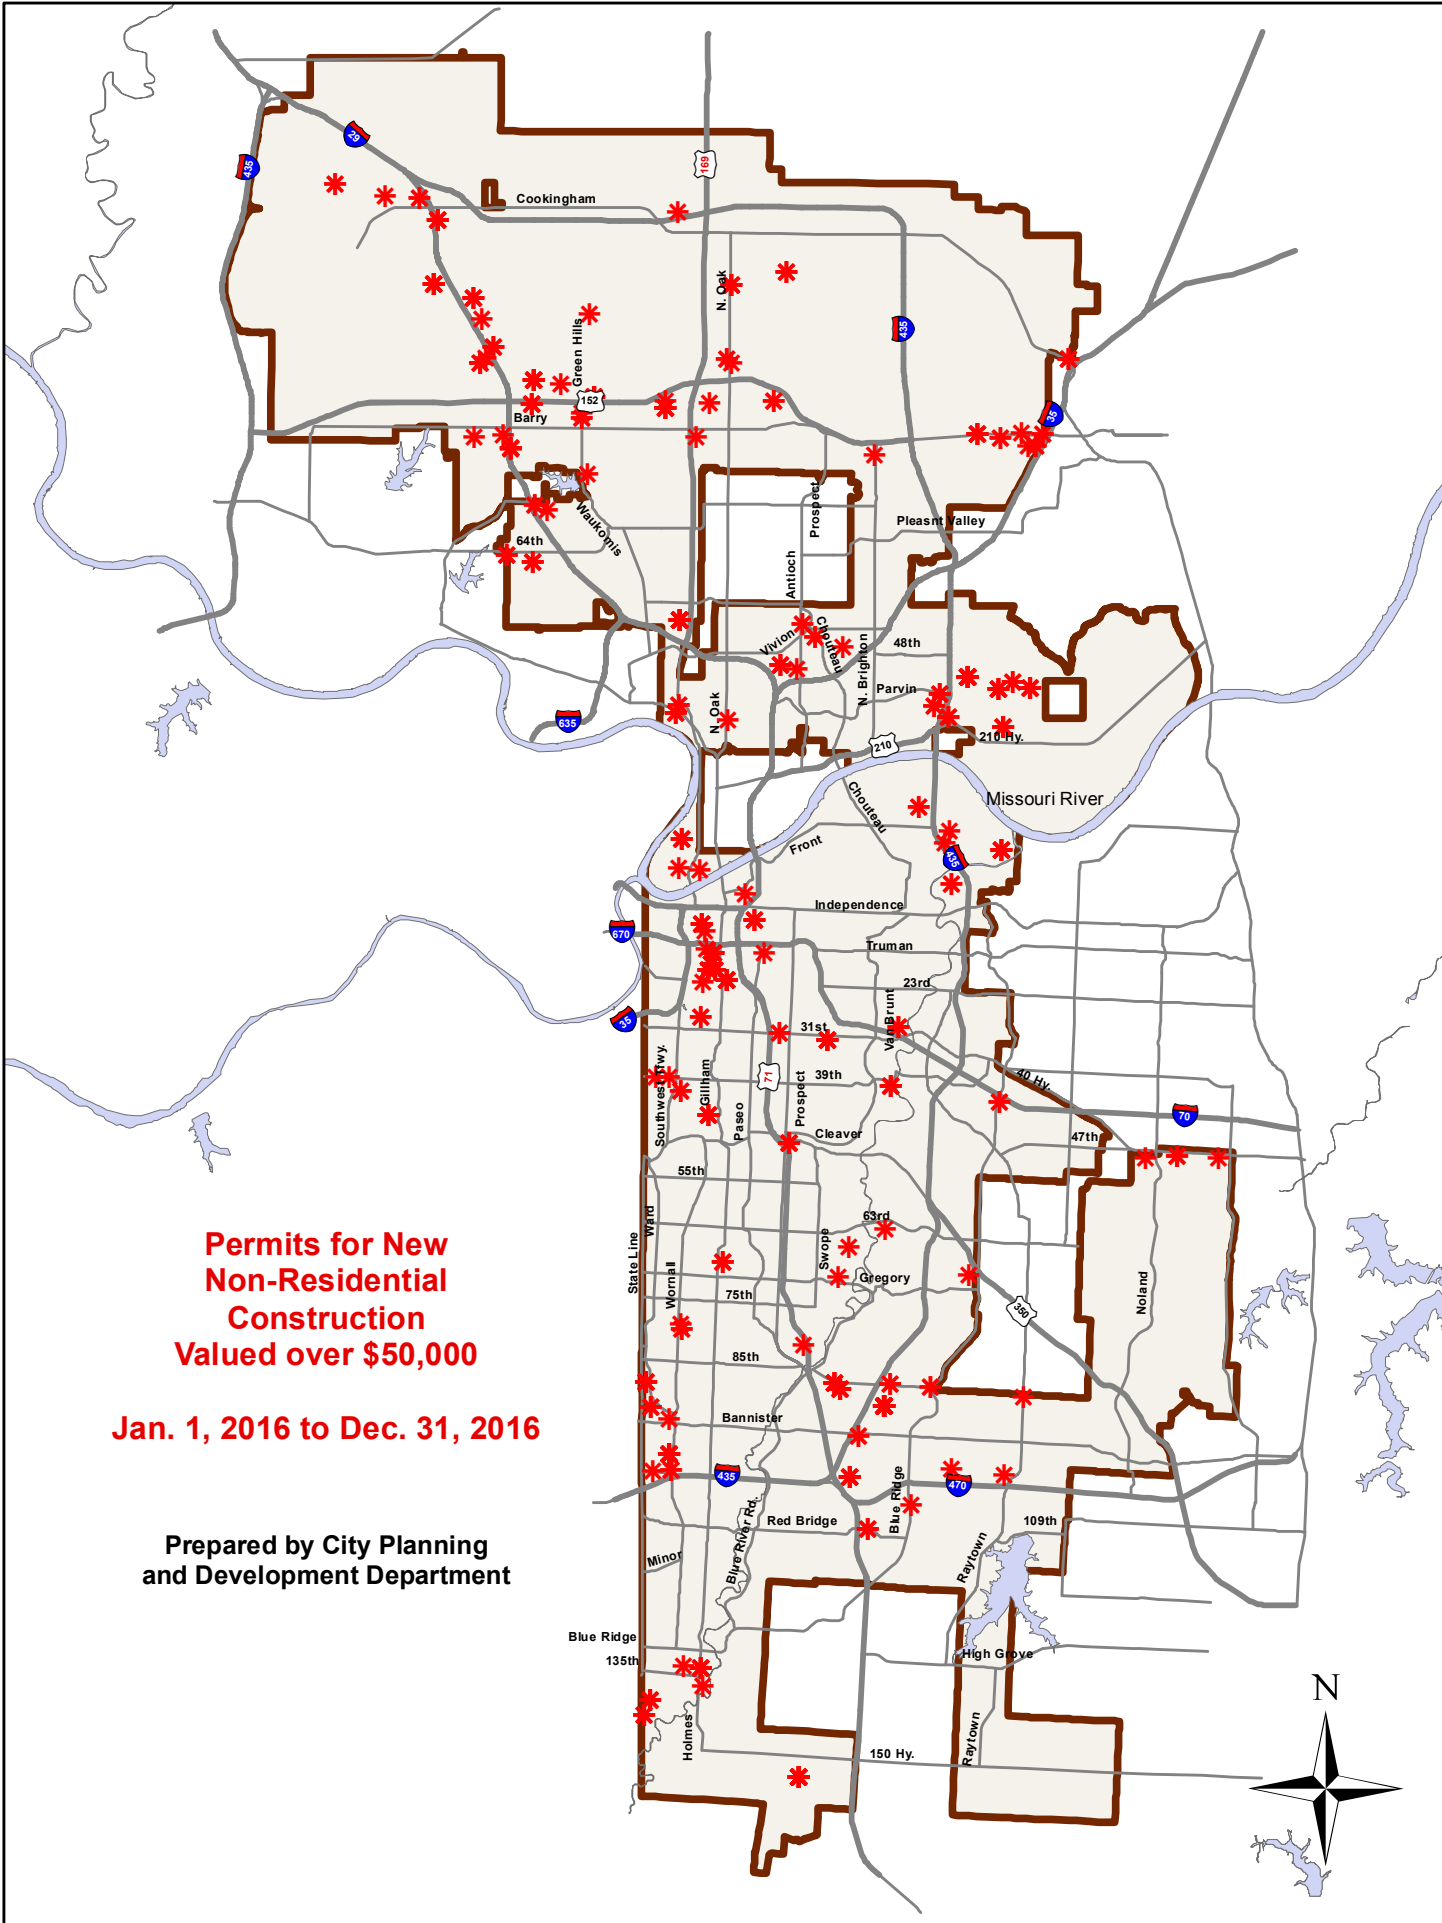 29
435
169
Cookingham
N. Oak
435
Green Hills
152
Barry
35
Prospect
Pleasnt Valley
Waukomis
64th
Antioch
Chouteau
Vivion
48th
N. Brighton
Parvin
N. Oak
635
210
210 Hy.
Missouri River
Chouteau
Front
435
Independence
670
Truman
23rd
35
Van Brunt
31st
Southwest Tfwy.
Gillham
71
39th
40 Hy.
Prospect
70
Paseo
Cleaver
47th
55th
Ward
63rd
State Line
Swope
Wornall
Gregory
75th
Noland
350
85th
Bannister
435
470
Blue Ridge
Blue River Rd.
Red Bridge
109th
Minor
Raytown
Blue Ridge
135th
High Grove
Holmes
Raytown
150 Hy.
Permits for New
Non-Residential
Construction
Valued over $50,000
Jan. 1, 2016 to Dec. 31, 2016
Prepared by City Planning
and Development Department
N